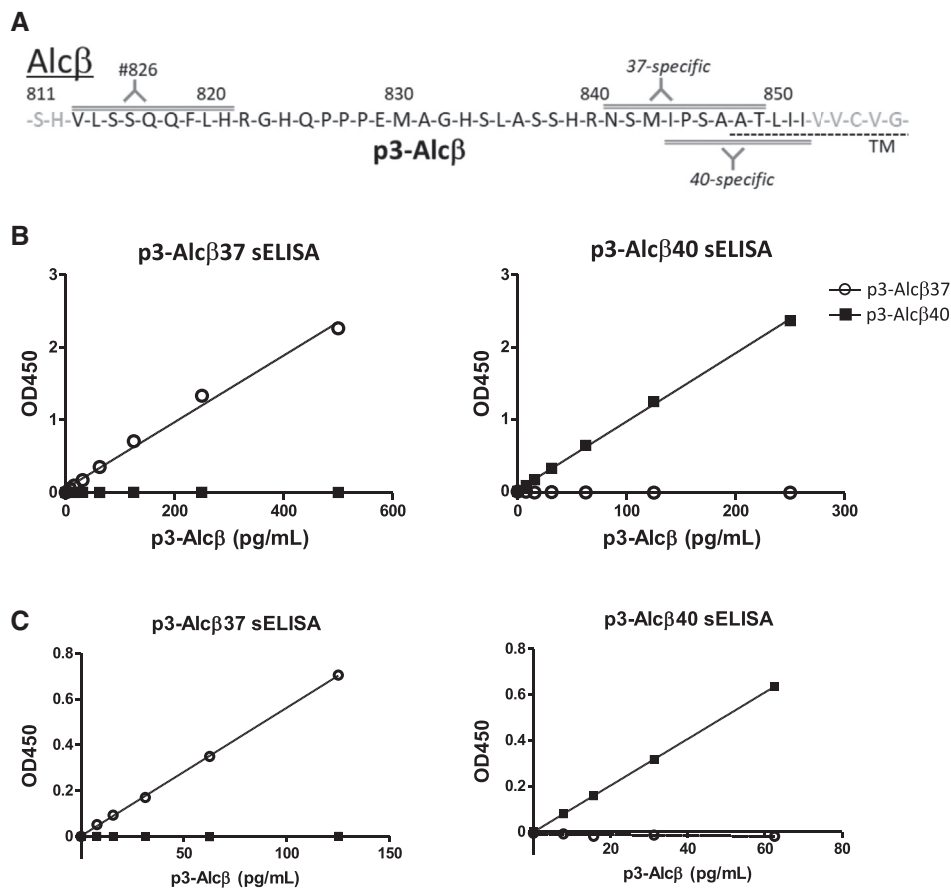 A
Alcβ
#826
37-specific
811
820
830
840
850
-S-H-V-L-S-S-Q-Q-F-L-H-R-G-H-Q-P-P-P-E-M-A-G-H-S-L-A-S-S-H-R-N-S-M-I-P-S-A-A-T-L-I-I-V-V-C-V-G-
p3-Alcβ
TM
40-specific
B
p3-Alcβ37 sELISA
3
2
1
0
OD450
0 200 400 600
p3-Alcβ (pg/mL)
p3-Alcβ40 sELISA
3
2
1
0
OD450
0 100 200 300
p3-Alcβ (pg/mL)
p3-Alcβ37
p3-Alcβ40
C
p3-Alcβ37 sELISA
0.8
0.6
0.4
0.2
0
OD450
50 100 150
p3-Alcβ (pg/mL)
p3-Alcβ40 sELISA
0.8
0.6
0.4
0.2
0
OD450
20 40 60 80
p3-Alcβ (pg/mL)